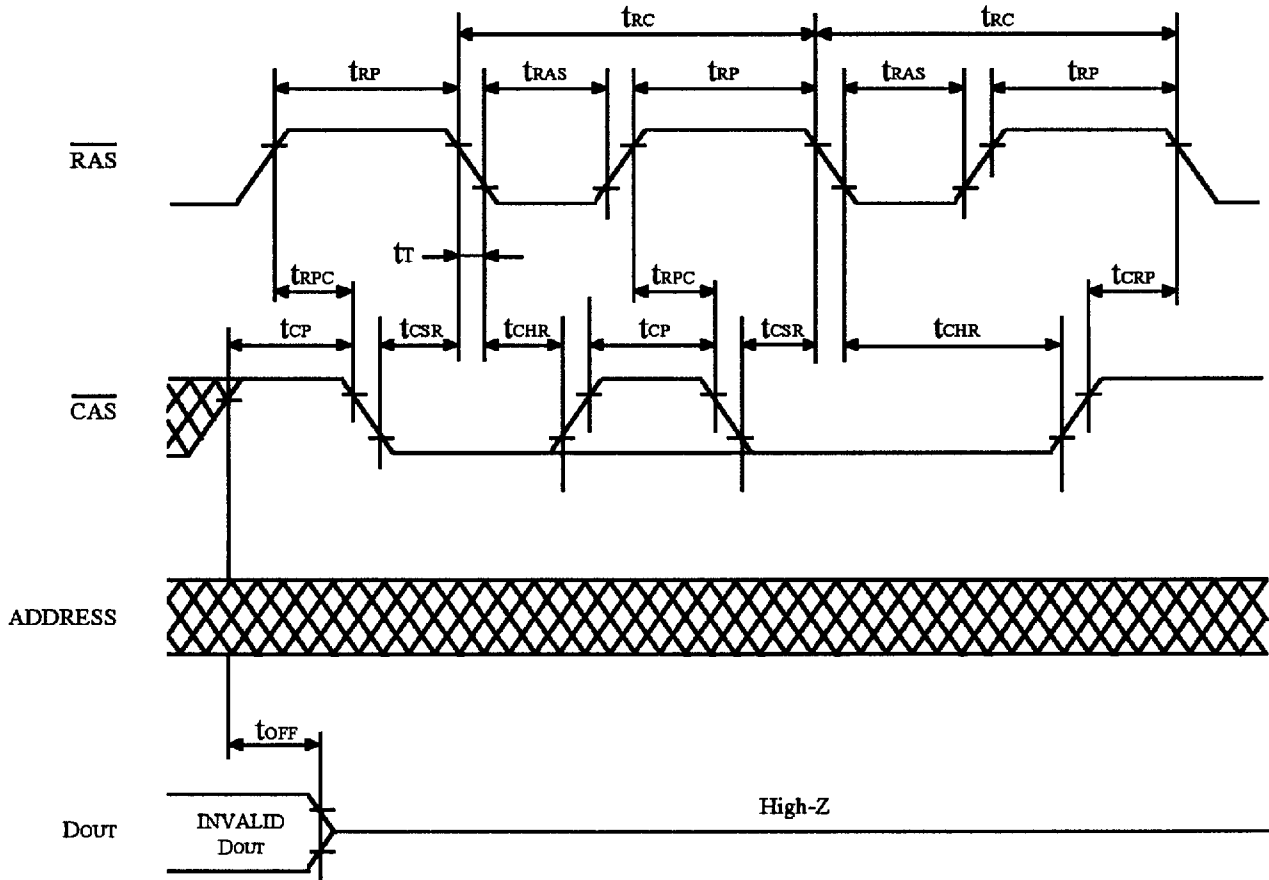 tRC tRC
tRP tRAS tRP tRAS tRP
RAS
tT
tRPC tRPC tCRP
tCP tCSR tCHR tCP tCSR tCHR
CAS
ADDRESS
tOFF
High-Z
DOUT
INVALID
DOUT